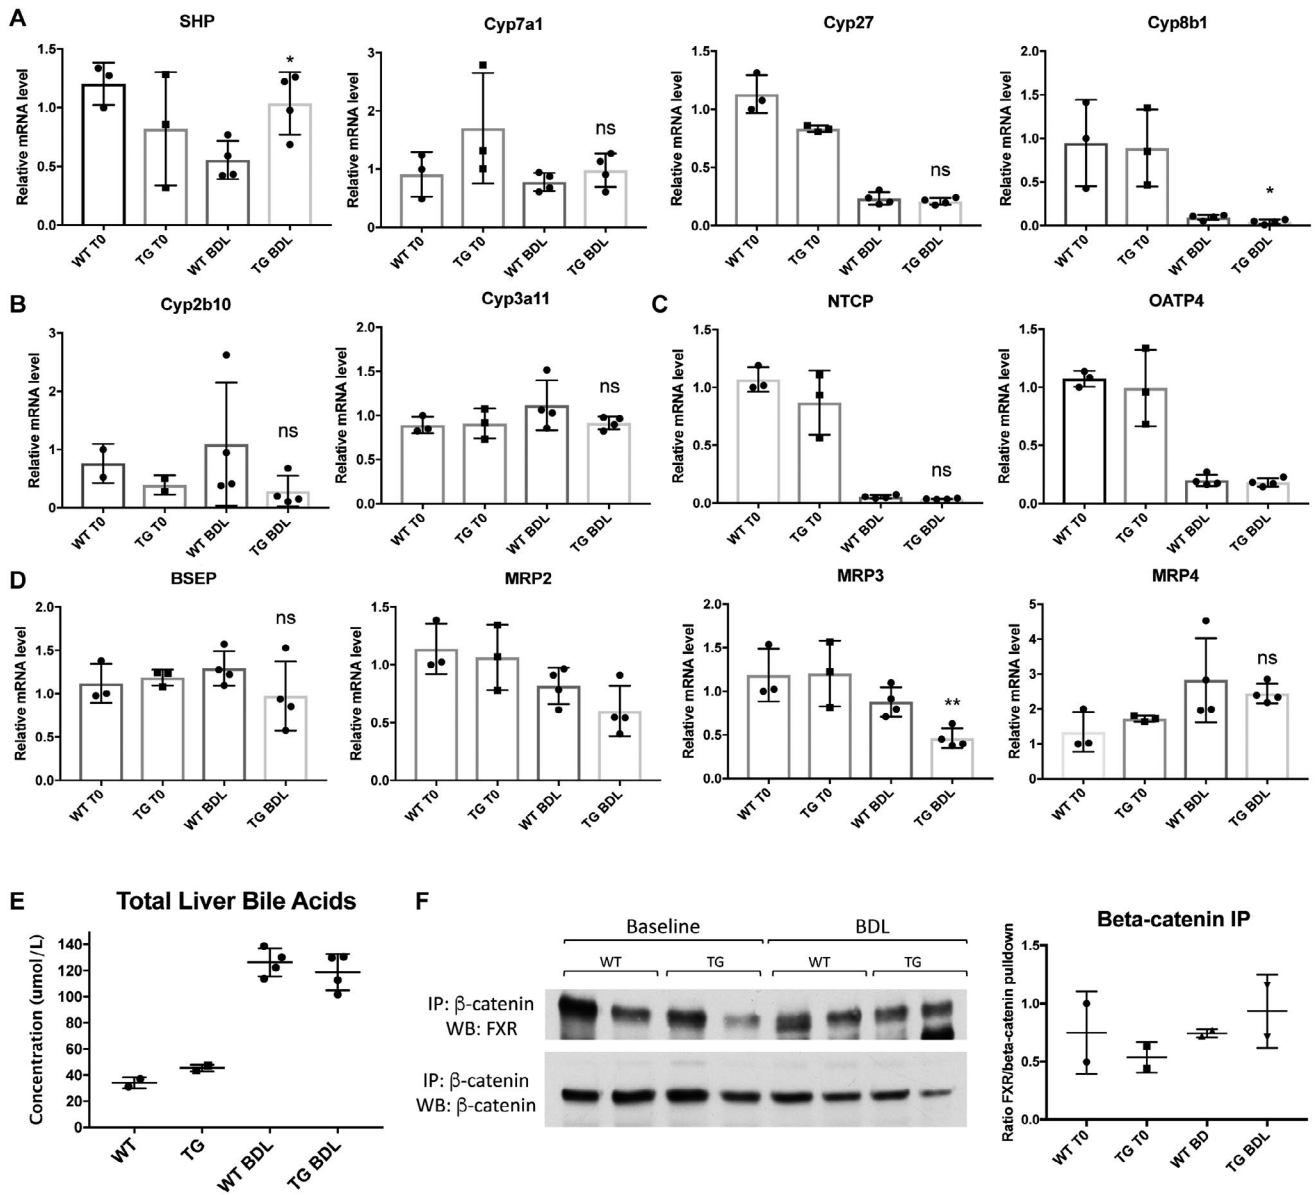 A
SHP
Relative mRNA level
1.5
1.0
0.5
0.0
*
WT T0
TG T0
WT BDL
TG BDL
Cyp7a1
Relative mRNA level
3
2
1
0
ns
WT T0
TG T0
WT BDL
TG BDL
Cyp27
Relative mRNA level
1.5
1.0
0.5
0.0
ns
WT T0
TG T0
WT BDL
TG BDL
Cyp8b1
Relative mRNA level
2.0
1.5
1.0
0.5
0.0
*
WT T0
TG T0
WT BDL
TG BDL
B
Cyp2b10
Relative mRNA level
3
2
1
0
ns
WT T0
TG T0
WT BDL
TG BDL
Cyp3a11
Relative mRNA level
2.0
1.5
1.0
0.5
0.0
ns
WT T0
TG T0
WT BDL
TG BDL
C
NTCP
Relative mRNA level
1.5
1.0
0.5
0.0
ns
WT T0
TG T0
WT BDL
TG BDL
OATP4
Relative mRNA level
1.5
1.0
0.5
0.0
WT T0
TG T0
WT BDL
TG BDL
D
BSEP
Relative mRNA level
2.0
1.5
1.0
0.5
0.0
ns
WT T0
TG T0
WT BDL
TG BDL
MRP2
Relative mRNA level
1.5
1.0
0.5
0.0
WT T0
TG T0
WT BDL
TG BDL
MRP3
Relative mRNA level
2.0
1.5
1.0
0.5
0.0
**
WT T0
TG T0
WT BDL
TG BDL
MRP4
Relative mRNA level
5
4
3
2
1
0
ns
WT T0
TG T0
WT BDL
TG BDL
E
Total Liver Bile Acids
Concentration (umol/L)
140
120
100
80
60
40
20
0
WT
TG
WT BDL
TG BDL
F
Baseline
BDL
WT
TG
WT
TG
IP: β-catenin
WB: FXR
IP: β-catenin
WB: β-catenin
Beta-catenin IP
Ratio FXR/beta-catenin pulldown
1.5
1.0
0.5
0.0
WT T0
TG T0
WT BD
TG BDL